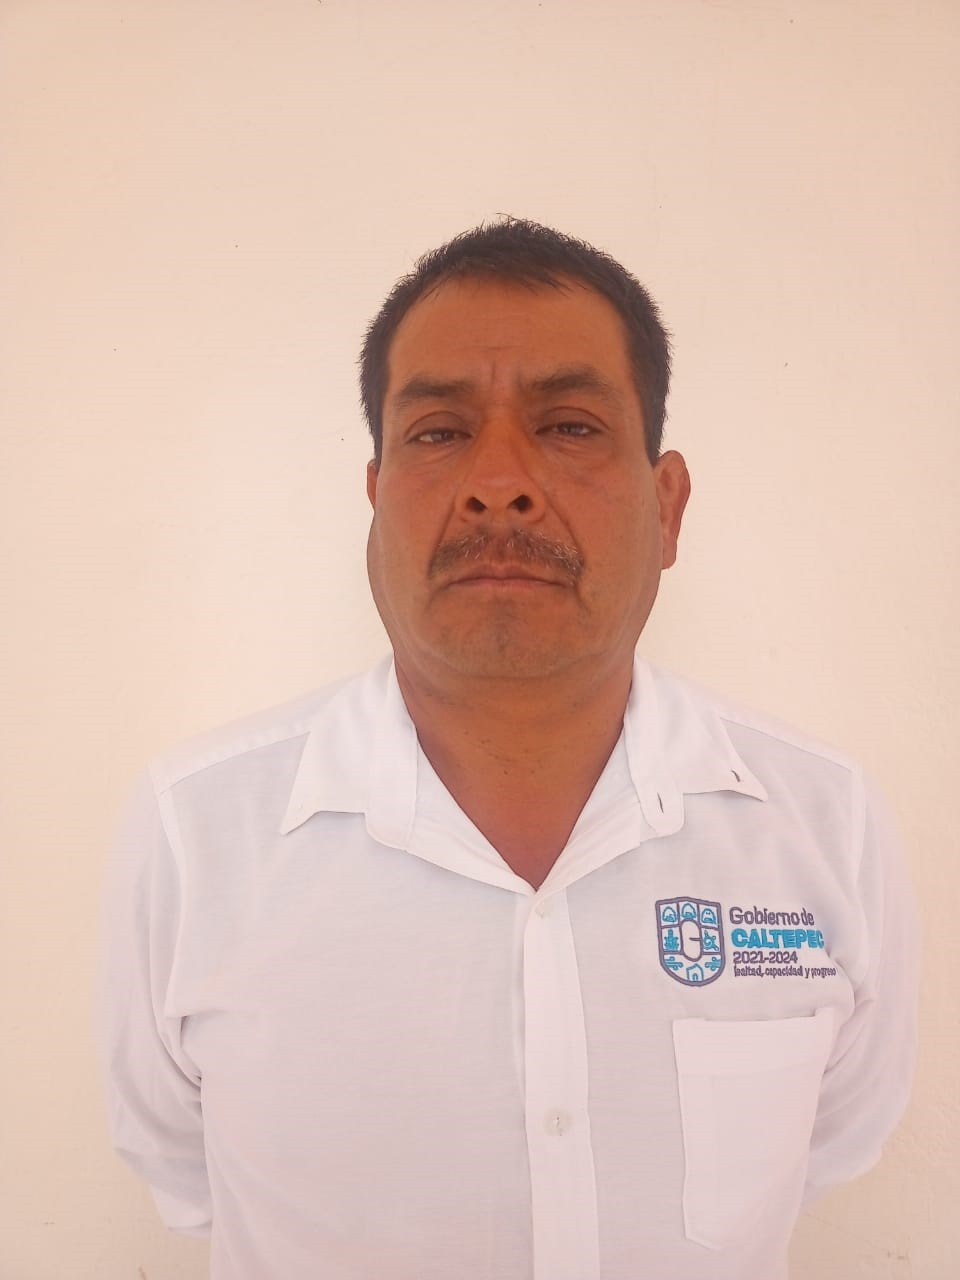 Gobierno de
CALTEPEC
2021-2024
lealtad, capacidad y progreso